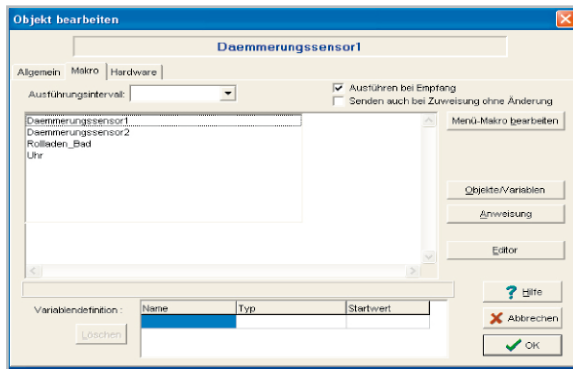 Objekt bearbeiten
Daemmerungssensor1
Allgemein Makro Hardware
Ausführungsinterval:
Ausführen bei Empfang
Senden auch bei Zuweisung ohne Änderung
Daemmerungssensor1
Daemmerungssensor2
Rolladen_Bad
Uhr
Menü-Makro bearbeiten
Objekte/Variablen
Anweisung
Editor
Variablendefinition :
Name Typ Startwert
Löschen
Hilfe
Abbrechen
OK